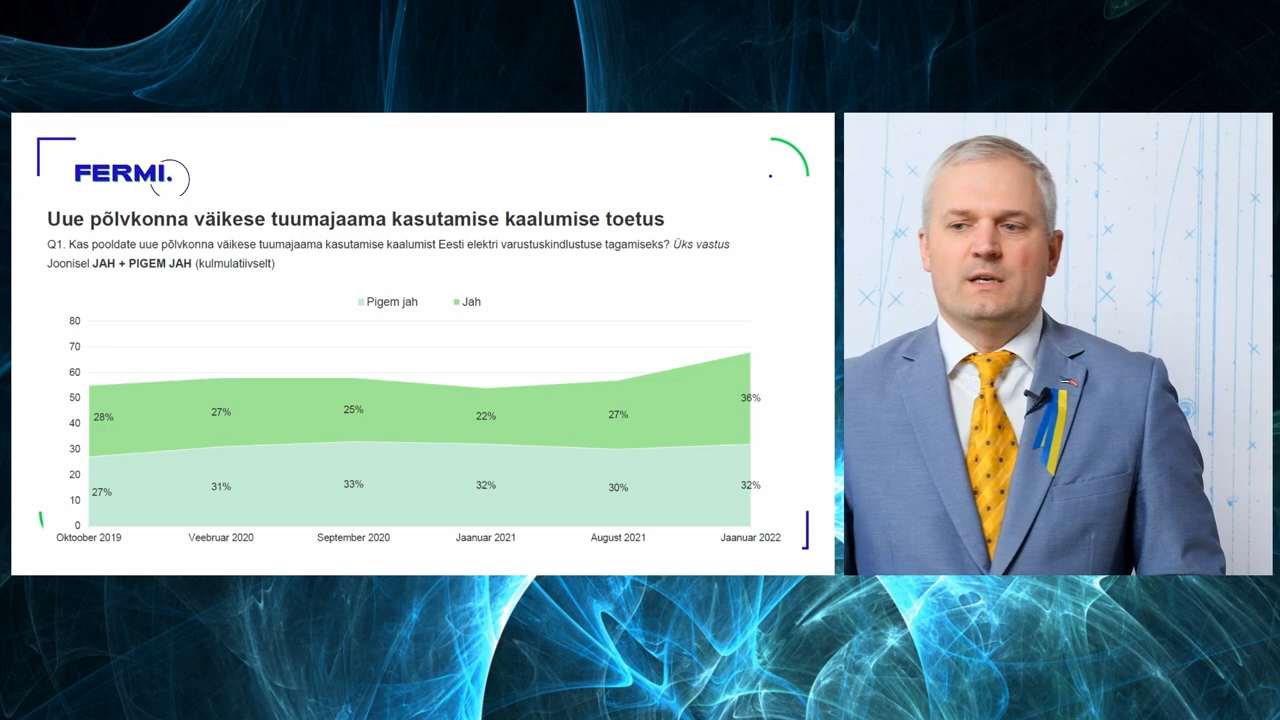 FERMI.
Uue põlvkonna väikese tuumajaama kasutamise kaalumise toetus
Q1. Kas pooldate uue põlvkonna väikese tuumajaama kasutamise kaalumist Eesti elektri varustuskindlustuse tagamiseks? Üks vastus
Joonisel JAH + PIGEM JAH (kulmulatiivselt)
Pigem jah Jah
80
70
60
50
40
30
20
10
0
28% 27% 25% 22% 27% 36%
27% 31% 33% 32% 30% 32%
Oktoober 2019 Veebruar 2020 September 2020 Jaanuar 2021 August 2021 Jaanuar 2022